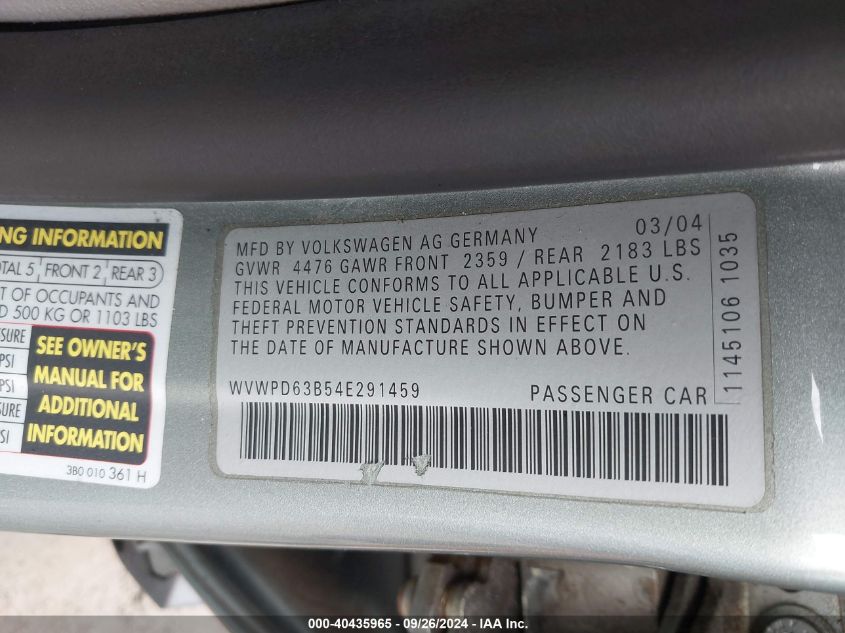 NG INFORMATION
OTAL 5 FRONT 2 REAR 3
T OF OCCUPANTS AND
D 500 KG OR 1103 LBS
SURE
PSI
SURE
SI
SEE OWNER'S
MANUAL FOR
ADDITIONAL
INFORMATION
3B0 010 361 H
03/04
MFD BY VOLKSWAGEN AG GERMANY
GVWR 4476 GAWR FRONT 2359 / REAR 2183 LBS
THIS VEHICLE CONFORMS TO ALL APPLICABLE U.S.
FEDERAL MOTOR VEHICLE SAFETY, BUMPER AND
THEFT PREVENTION STANDARDS IN EFFECT ON
THE DATE OF MANUFACTURE SHOWN ABOVE.
WVWPD63B54E291459 PASSENGER CAR
1145106 1035
000-40435965 - 09/26/2024 - © IAA, Inc.